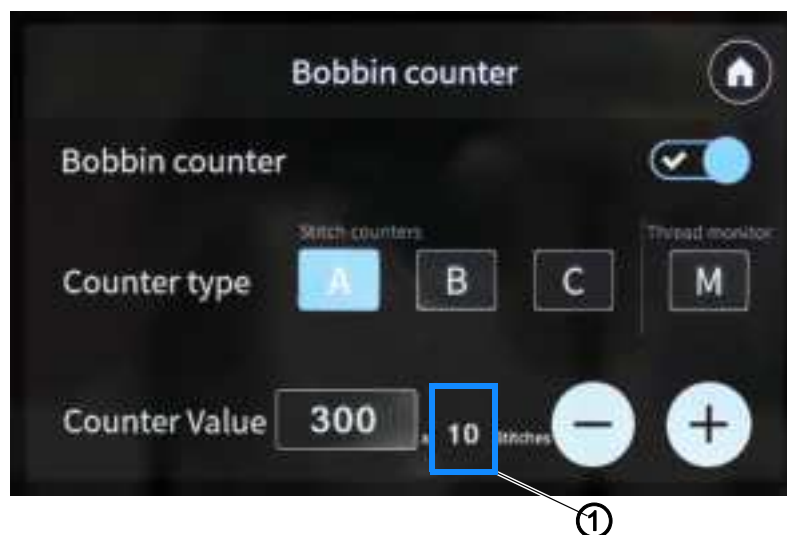 Bobbin counter
Bobbin counter
Stitch counters
Thread monitor
Counter type
A
B
C
M
Counter Value
300
x 10 Stitches
①